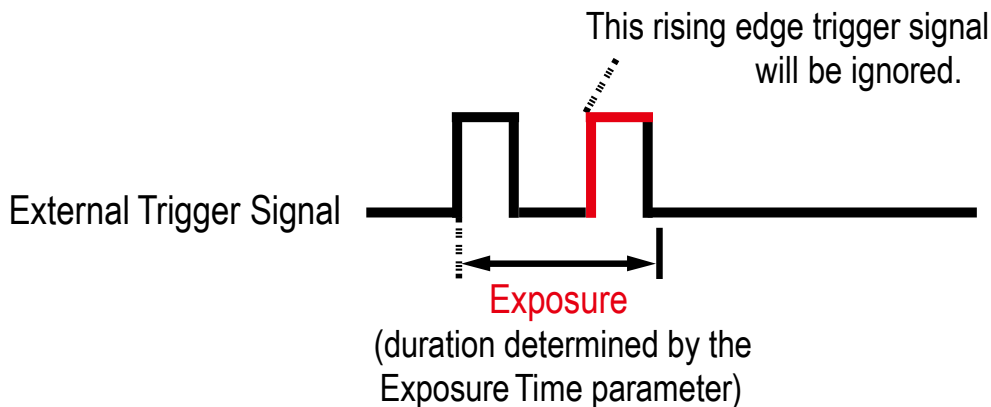 This rising edge trigger signal
will be ignored.
External Trigger Signal
Exposure
(duration determined by the
Exposure Time parameter)